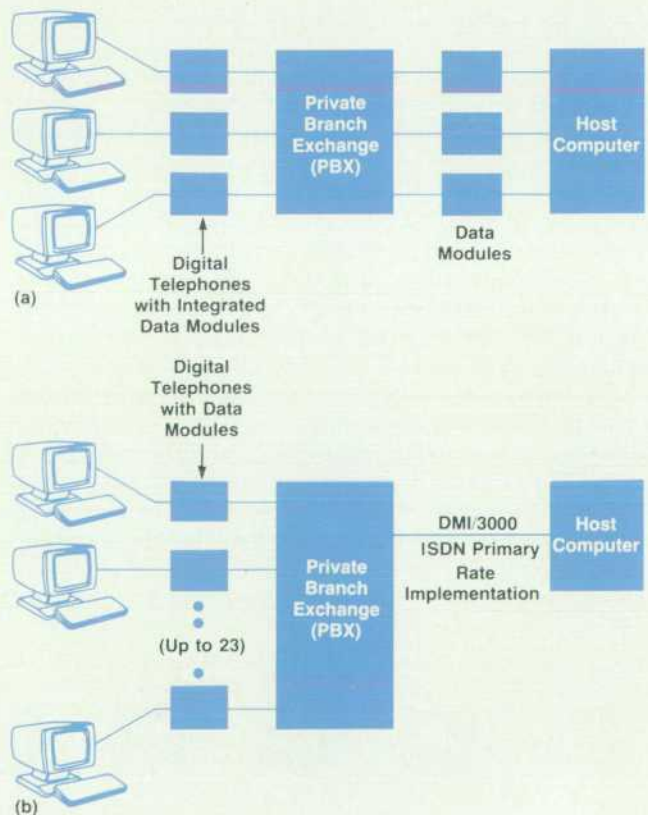 Private
Branch
Exchange
(PBX)
Host
Computer
Data
Modules
Digital
Telephones
with Integrated
Data Modules
(a)
Digital
Telephones
with Data
Modules
DMI/3000
ISDN Primary
Rate
Implementation
Host
Computer
Private
Branch
Exchange
(PBX)
(Up to 23)
(b)